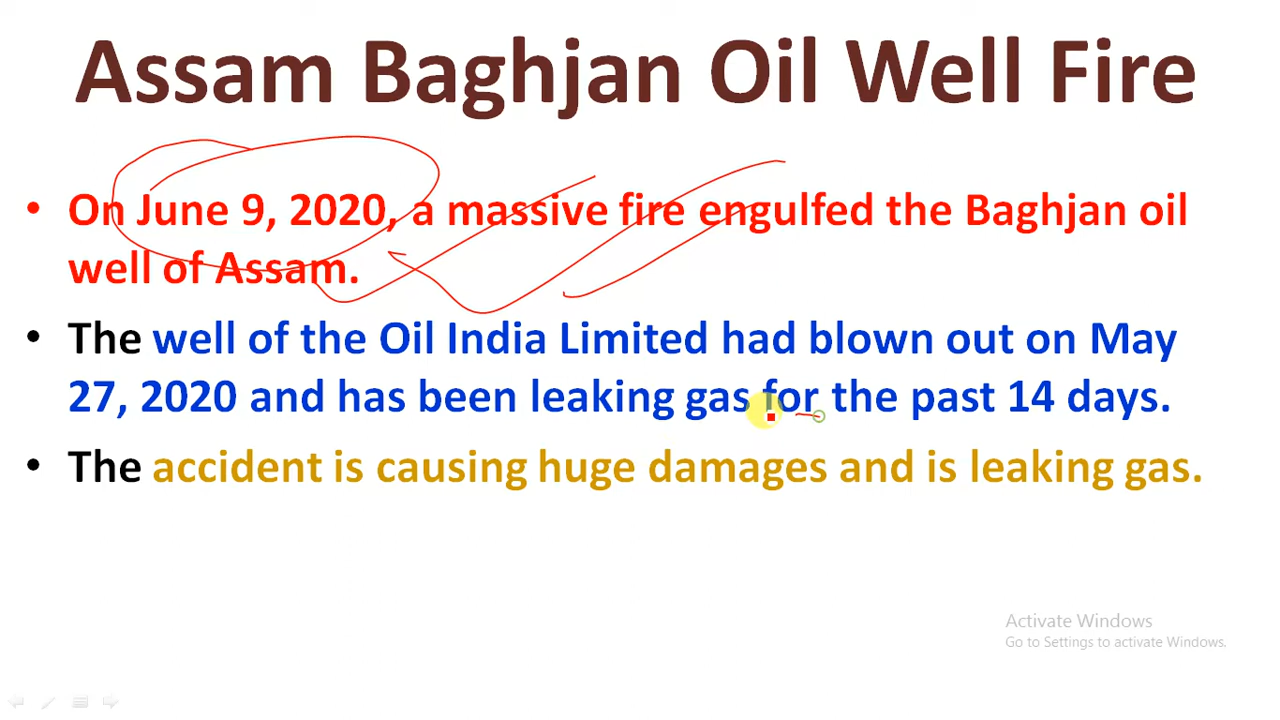 Assam Baghjan Oil Well Fire
• On June 9, 2020, a massive fire engulfed the Baghjan oil
well of Assam.
• The well of the Oil India Limited had blown out on May
27, 2020 and has been leaking gas for the past 14 days.
• The accident is causing huge damages and is leaking gas.
Activate Windows
Go to Settings to activate Windows.